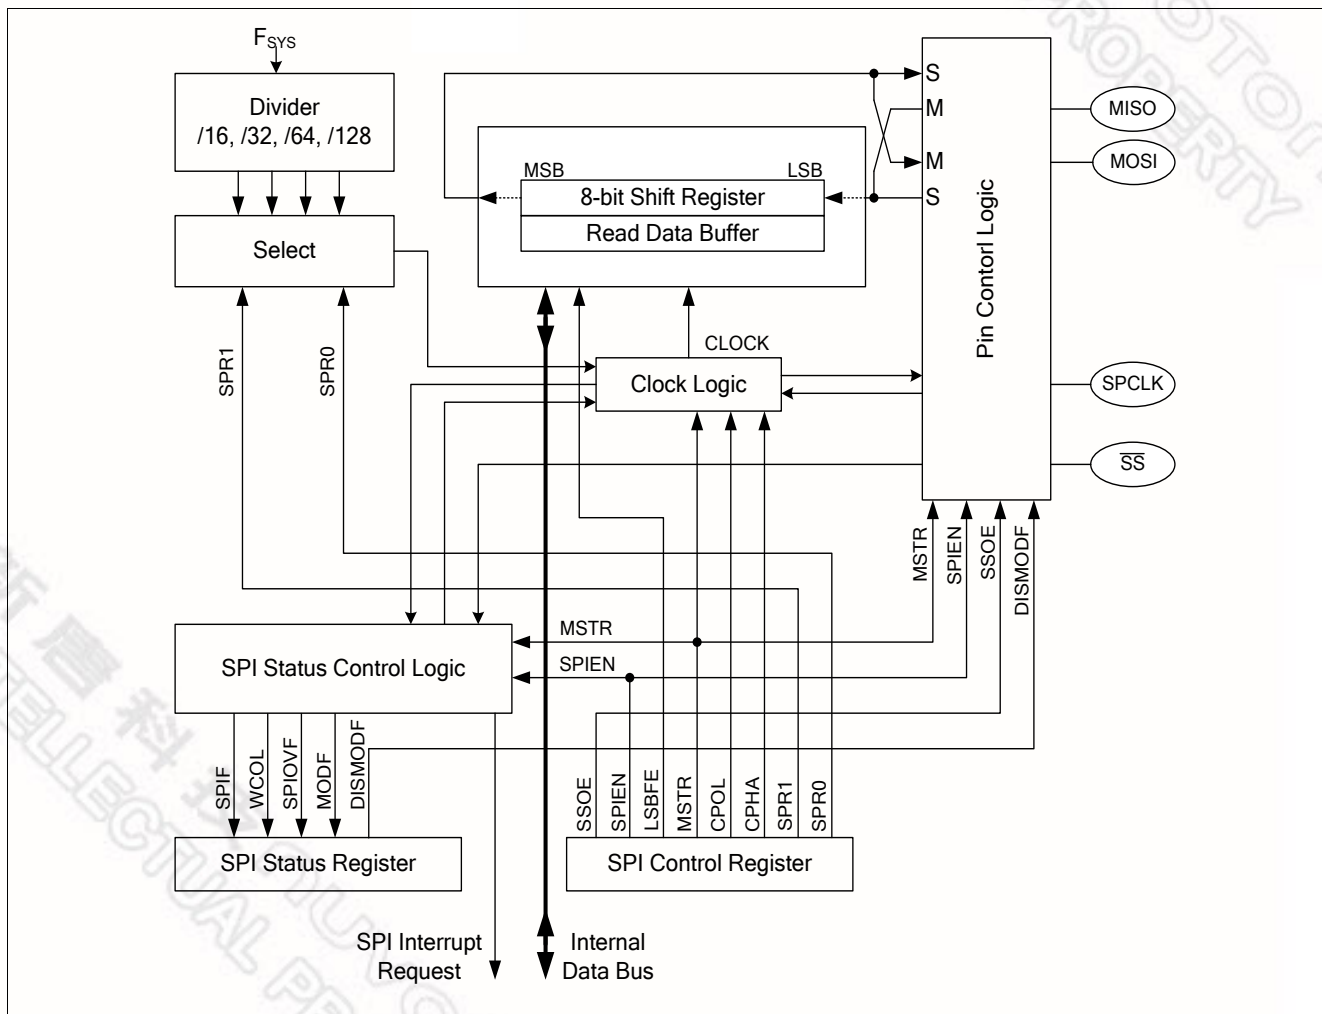 FSYS
Divider
/16, /32, /64, /128
Select
SPR1
SPR0
MSB
LSB
8-bit Shift Register
Read Data Buffer
CLOCK
Clock Logic
S
M
M
S
Pin Contorl Logic
MISO
MOSI
SPCLK
SS
MSTR
SPIEN
SSOE
DISMODF
MSTR
SPIEN
SPI Status Control Logic
SPIF
WCOL
SPIOVF
MODF
DISMODF
SPI Status Register
SSOE
SPIEN
LSBFE
MSTR
CPOL
CPHA
SPR1
SPR0
SPI Control Register
SPI Interrupt
Request
Internal
Data Bus
PROPERTY